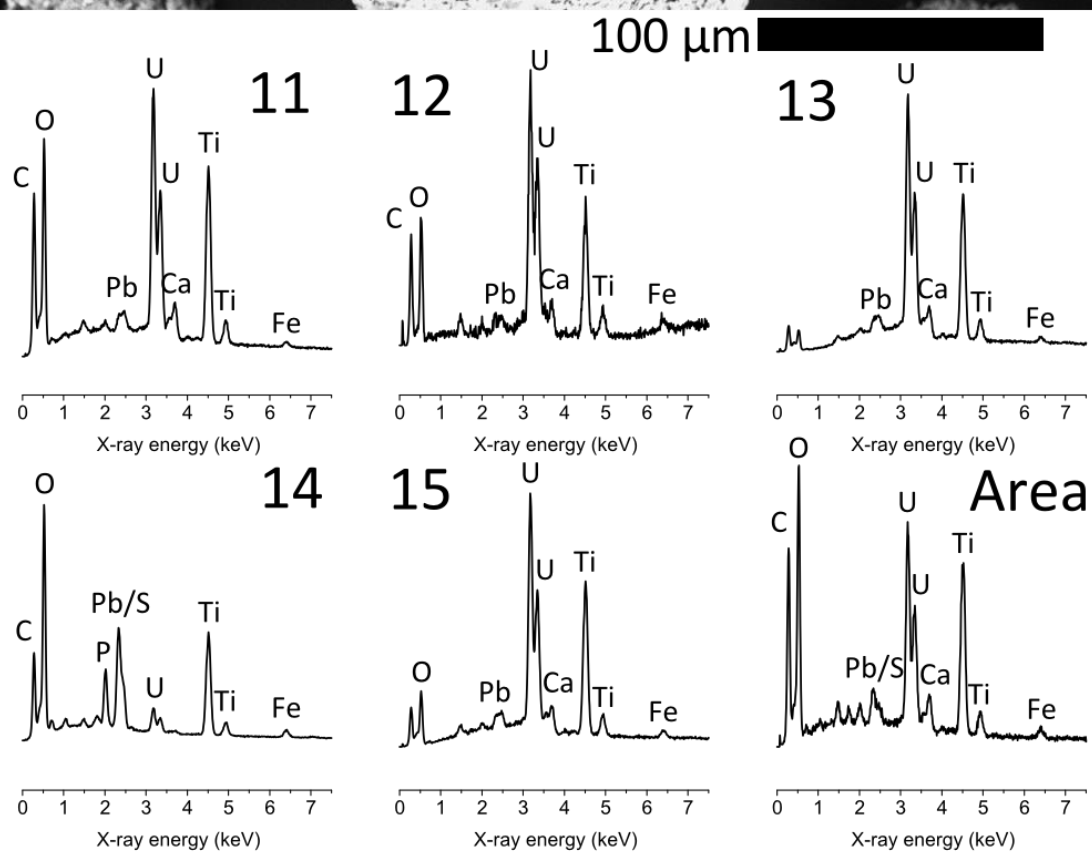 100 μm
11
C
O
U
U
Ti
Pb
Ca
Ti
Fe
0 1 2 3 4 5 6 7
X-ray energy (keV)
12
C
O
U
U
Ti
Pb
Ca
Ti
Fe
0 1 2 3 4 5 6 7
X-ray energy (keV)
13
U
U
Ti
Pb
Ca
Ti
Fe
0 1 2 3 4 5 6 7
X-ray energy (keV)
14
C
O
Pb/S
P
U
Ti
Ti
Fe
0 1 2 3 4 5 6 7
X-ray energy (keV)
15
O
U
U
Ti
Pb
Ca
Ti
Fe
0 1 2 3 4 5 6 7
X-ray energy (keV)
Area
C
O
U
U
Ti
Pb/S
Ca
Ti
Fe
0 1 2 3 4 5 6 7
X-ray energy (keV)